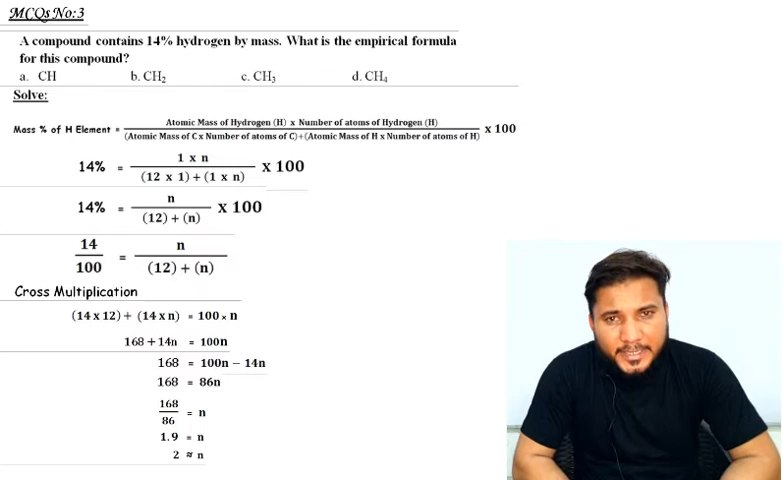 MCQs No:3
A compound contains 14% hydrogen by mass. What is the empirical formula
for this compound?
a. CH b. CH₂ c. CH₃ d. CH₄
Solve:
Mass % of H Element = Atomic Mass of Hydrogen (H) x Number of atoms of Hydrogen (H) / (Atomic Mass of C x Number of atoms of C)+(Atomic Mass of H x Number of atoms of H) x 100
14% = 1 x n / (12 x 1) + (1 x n) x 100
14% = n / (12) + (n) x 100
14 / 100 = n / (12) + (n)
Cross Multiplication
(14 x 12) + (14 x n) = 100 × n
168 + 14n = 100n
168 = 100n − 14n
168 = 86n
168 / 86 = n
1.9 = n
2 ≈ n